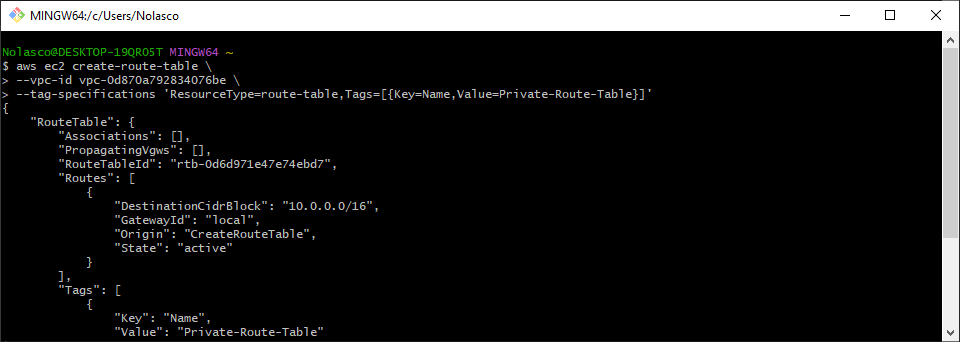 MINGW64:/c/Users/Nolasco
Nolasco@DESKTOP-19QRO5T MINGW64 ~
$ aws ec2 create-route-table \
> --vpc-id vpc-0d870a792834076be \
> --tag-specifications 'ResourceType=route-table,Tags=[{Key=Name,Value=Private-Route-Table}]'
{
    "RouteTable": {
        "Associations": [],
        "PropagatingVgws": [],
        "RouteTableId": "rtb-0d6d971e47e74ebd7",
        "Routes": [
            {
                "DestinationCidrBlock": "10.0.0.0/16",
                "GatewayId": "local",
                "Origin": "CreateRouteTable",
                "State": "active"
            }
        ],
        "Tags": [
            {
                "Key": "Name",
                "Value": "Private-Route-Table"